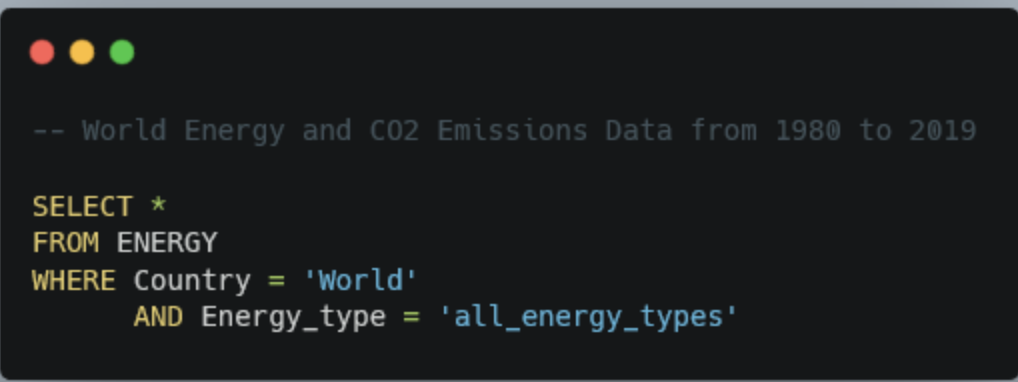 -- World Energy and CO2 Emissions Data from 1980 to 2019
SELECT *
FROM ENERGY
WHERE Country = 'World'
AND Energy_type = 'all_energy_types'